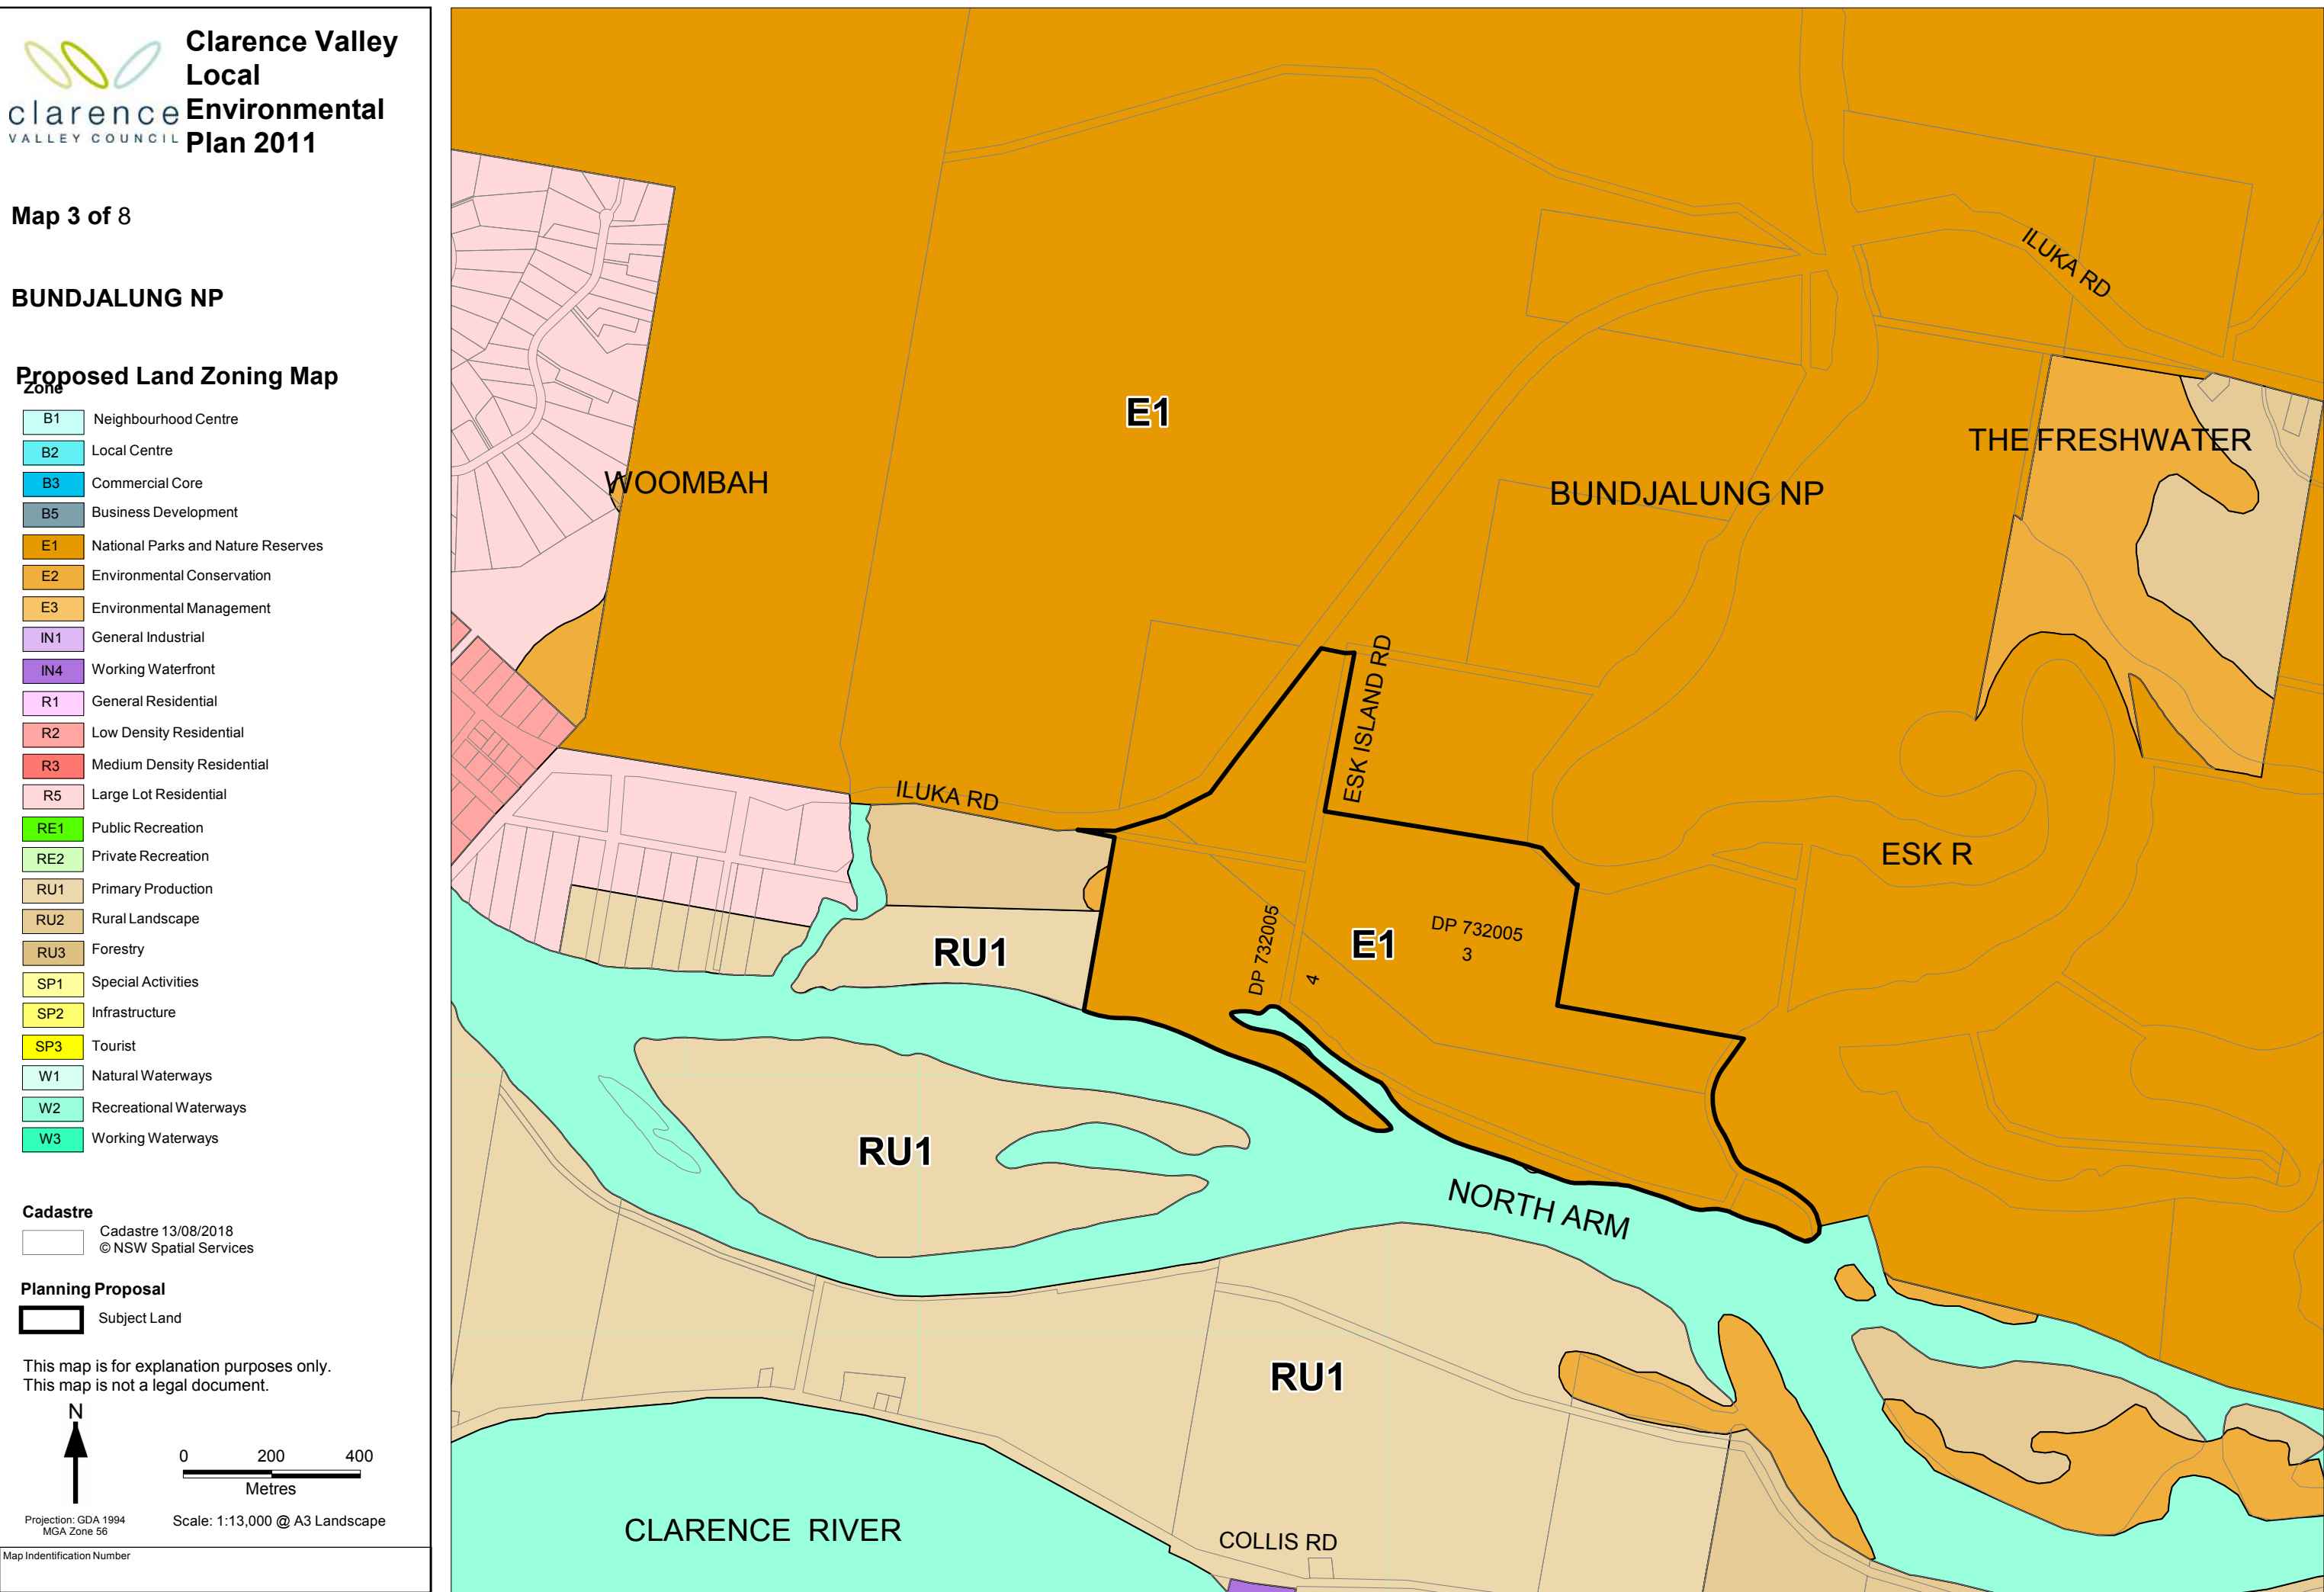 clarence
VALLEY COUNCIL
Clarence Valley
Local
Environmental
Plan 2011
Map 3 of 8
BUNDJALUNG NP
Proposed Land Zoning Map
Zone
B1 Neighbourhood Centre
B2 Local Centre
B3 Commercial Core
B5 Business Development
E1 National Parks and Nature Reserves
E2 Environmental Conservation
E3 Environmental Management
IN1 General Industrial
IN4 Working Waterfront
R1 General Residential
R2 Low Density Residential
R3 Medium Density Residential
R5 Large Lot Residential
RE1 Public Recreation
RE2 Private Recreation
RU1 Primary Production
RU2 Rural Landscape
RU3 Forestry
SP1 Special Activities
SP2 Infrastructure
SP3 Tourist
W1 Natural Waterways
W2 Recreational Waterways
W3 Working Waterways
Cadastre
Cadastre 13/08/2018
© NSW Spatial Services
Planning Proposal
Subject Land
This map is for explanation purposes only.
This map is not a legal document.
N
0 200 400
Metres
Projection: GDA 1994
MGA Zone 56
Scale: 1:13,000 @ A3 Landscape
Map Indentification Number
ILUKA RD
E1
THE FRESHWATER
WOOMBAH
BUNDJALUNG NP
ESK ISLAND RD
ILUKA RD
ESK R
RU1
DP 732005
4
E1
DP 732005
3
RU1
NORTH ARM
RU1
CLARENCE RIVER
COLLIS RD